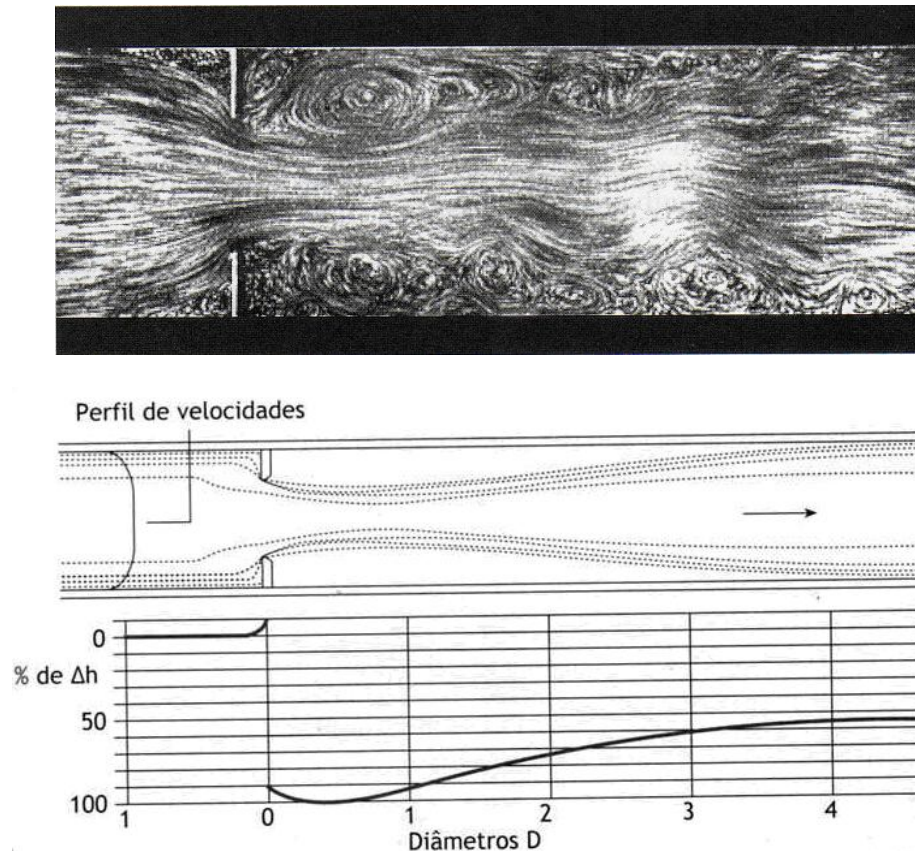 Perfil de velocidades
0
% de Δh
50
100
1 0 1 2 3 4
Diâmetros D